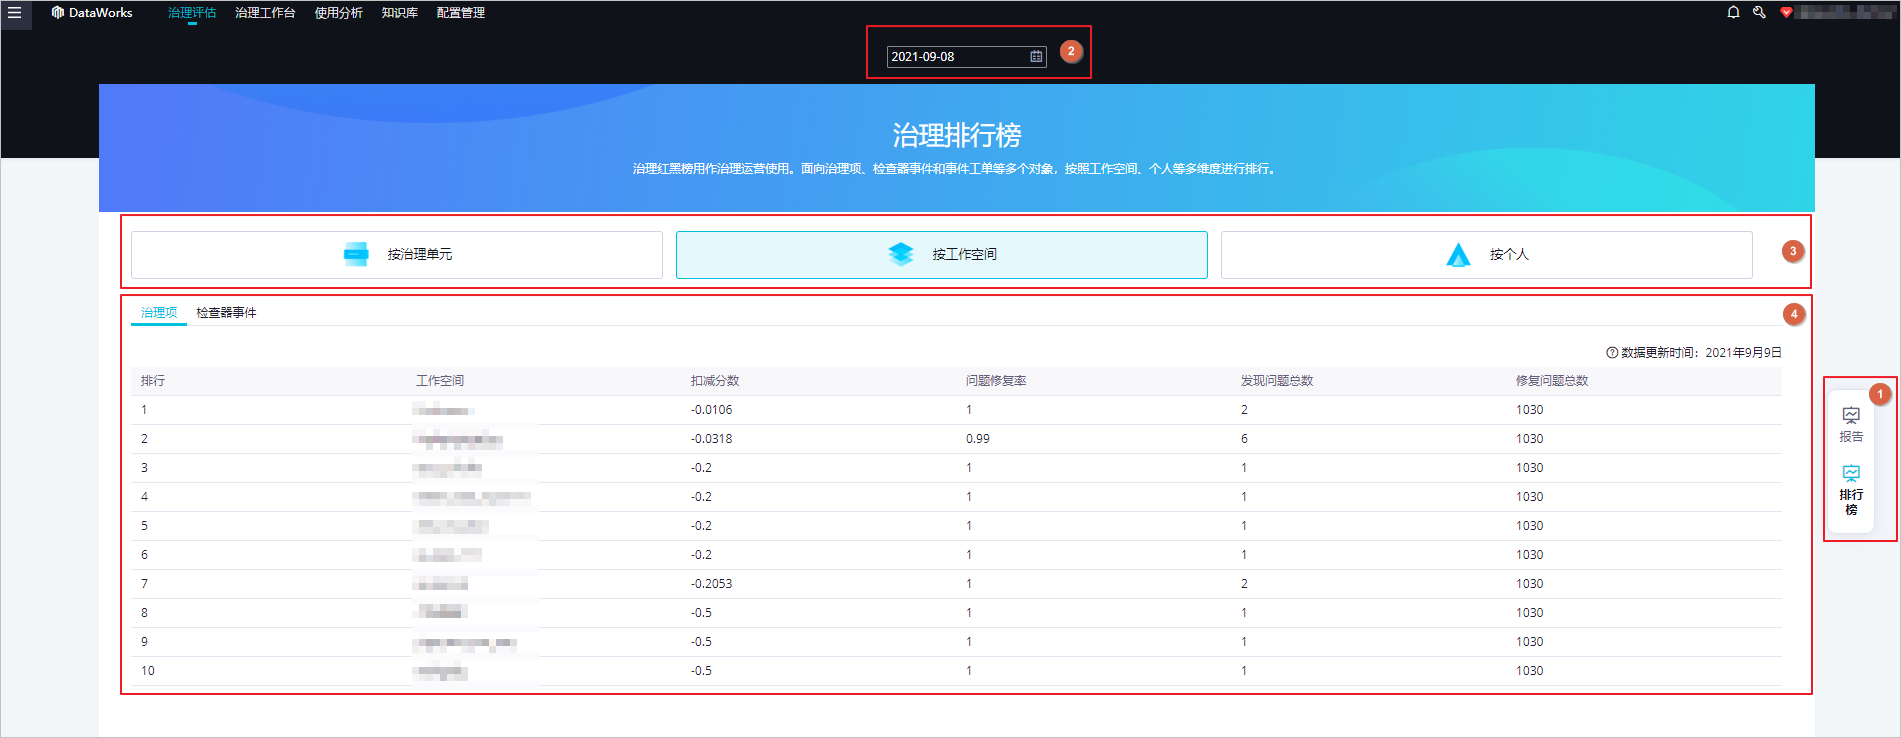 DataWorks 治理评估 治理工作台 使用分析 知识库 配置管理
2021-09-08 2
治理排行榜
治理红黑榜用作治理运营使用。面向治理项、检查器事件和事件工单等多个对象，按照工作空间、个人等多维度进行排行。
按治理单元 按工作空间 按个人 3
治理项 检查器事件 4
数据更新时间：2021年9月9日
排行 工作空间 扣减分数 问题修复率 发现问题总数 修复问题总数
1 -0.0106 1 2 1030
2 -0.0318 0.99 6 1030
3 -0.2 1 1 1030
4 -0.2 1 1 1030
5 -0.2 1 1 1030
6 -0.2 1 1 1030
7 -0.2053 1 2 1030
8 -0.5 1 1 1030
9 -0.5 1 1 1030
10 -0.5 1 1 1030
1
报告
排行
榜